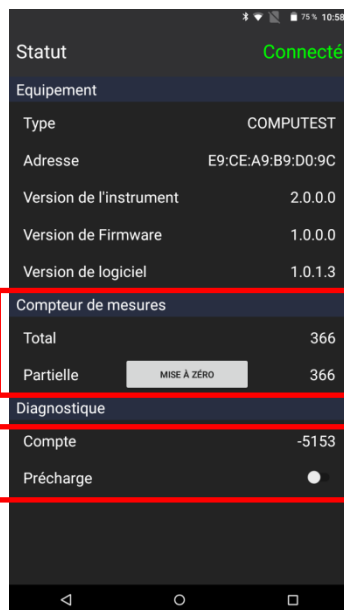 75 % 10:58
Statut Connecté
Equipement
Type COMPUTEST
Adresse E9:CE:A9:B9:D0:9C
Version de l'instrument 2.0.0.0
Version de Firmware 1.0.0.0
Version de logiciel 1.0.1.3
Compteur de mesures
Total 366
Partielle MISE À ZÉRO 366
Diagnostique
Compte -5153
Précharge